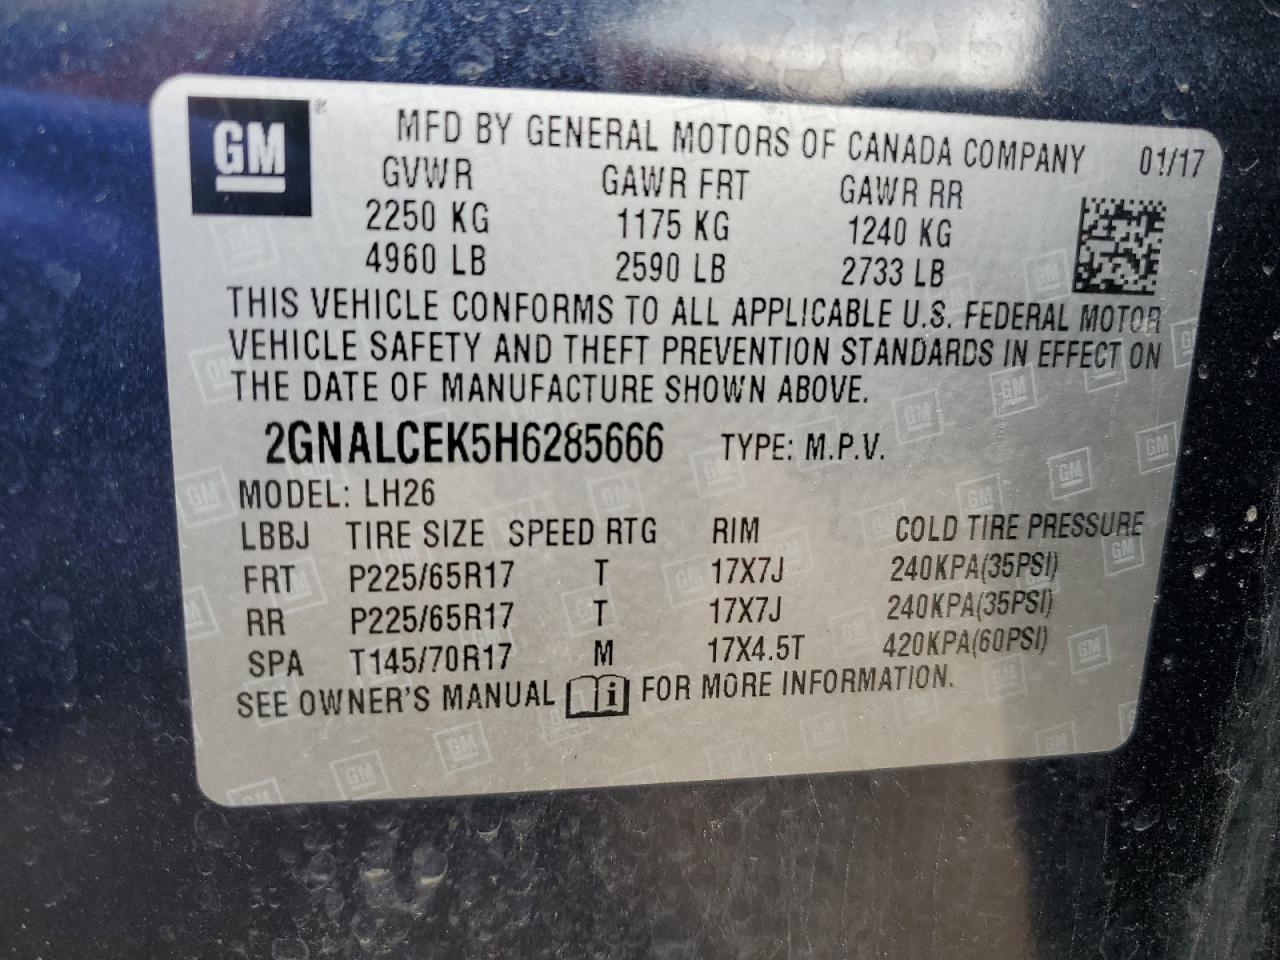 GM ® MFD BY GENERAL MOTORS OF CANADA COMPANY 01/17
GVWR GAWR FRT GAWR RR
2250 KG 1175 KG 1240 KG
4960 LB 2590 LB 2733 LB
THIS VEHICLE CONFORMS TO ALL APPLICABLE U.S. FEDERAL MOTOR
VEHICLE SAFETY AND THEFT PREVENTION STANDARDS IN EFFECT ON
THE DATE OF MANUFACTURE SHOWN ABOVE.
2GNALCEK5H6285666 TYPE: M.P.V.
MODEL: LH26
LBBJ TIRE SIZE SPEED RTG RIM COLD TIRE PRESSURE
FRT P225/65R17 T 17X7J 240KPA(35PSI)
RR P225/65R17 T 17X7J 240KPA(35PSI)
SPA T145/70R17 M 17X4.5T 420KPA(60PSI)
SEE OWNER'S MANUAL i FOR MORE INFORMATION.